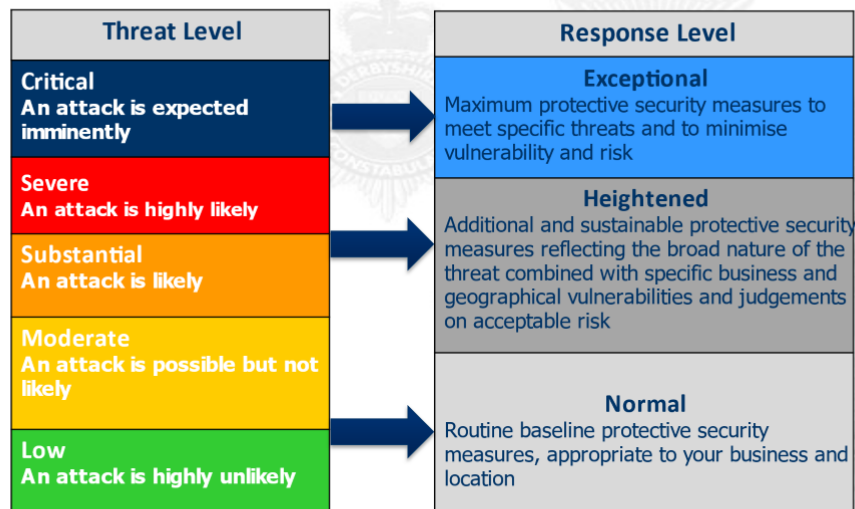 Threat Level
Critical
An attack is expected
imminently
Severe
An attack is highly likely
Substantial
An attack is likely
Moderate
An attack is possible but not
likely
Low
An attack is highly unlikely
Response Level
Exceptional
Maximum protective security measures to
meet specific threats and to minimise
vulnerability and risk
Heightened
Additional and sustainable protective security
measures reflecting the broad nature of the
threat combined with specific business and
geographical vulnerabilities and judgements
on acceptable risk
Normal
Routine baseline protective security
measures, appropriate to your business and
location
DERBYSHIRE
CONSTABULARY